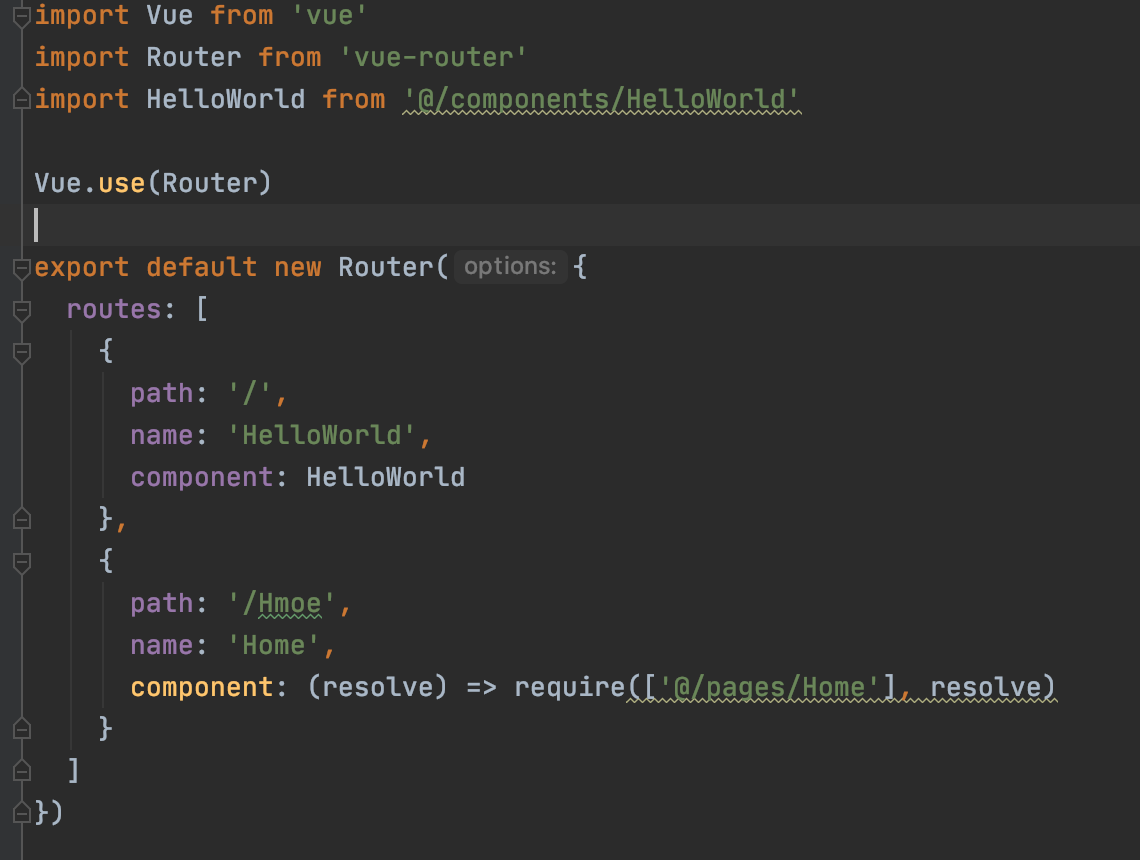 import Vue from 'vue'
import Router from 'vue-router'
import HelloWorld from '@/components/HelloWorld'
Vue.use(Router)
export default new Router( options: {
routes: [
{
path: '/',
name: 'HelloWorld',
component: HelloWorld
},
{
path: '/Hmoe',
name: 'Home',
component: (resolve) => require(['@/pages/Home'], resolve)
}
]
})